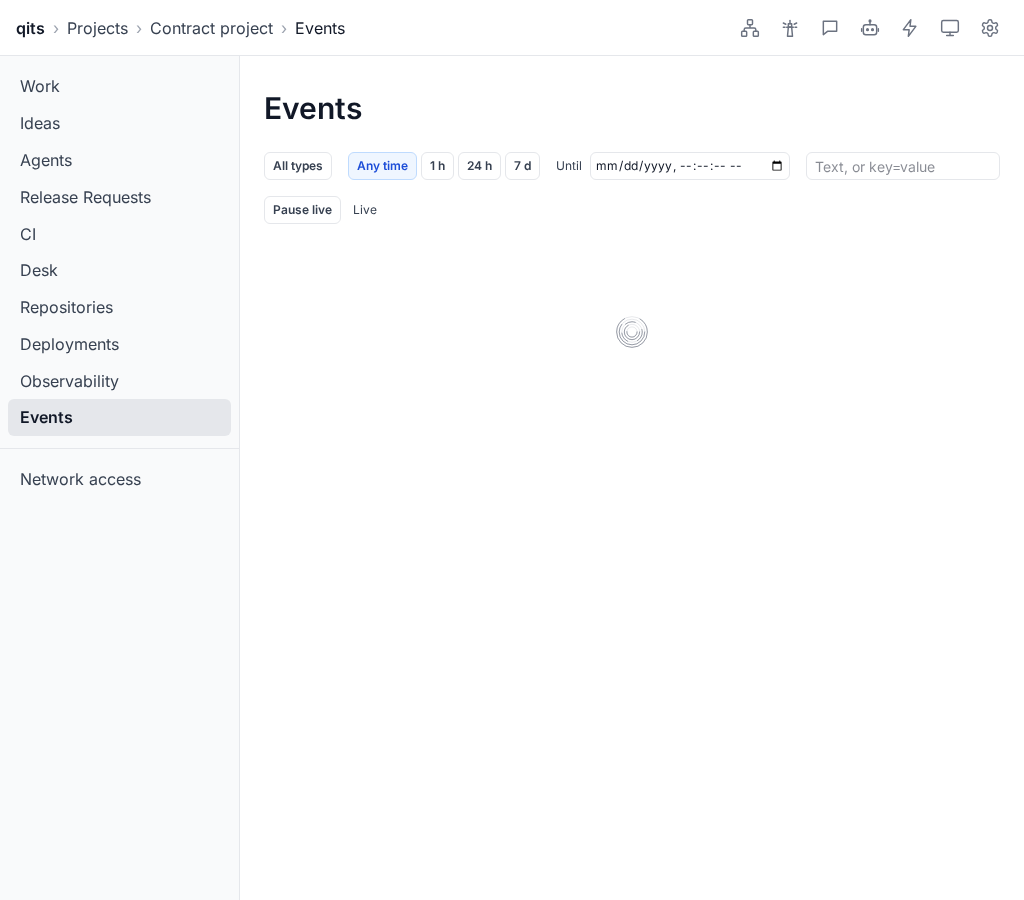 qits › Projects › Contract project › Events
Work
Ideas
Agents
Release Requests
CI
Desk
Repositories
Deployments
Observability
Events
Network access
Events
All types Any time 1 h 24 h 7 d Until mm/dd/yyyy, --:--:-- -- Text, or key=value
Pause live Live